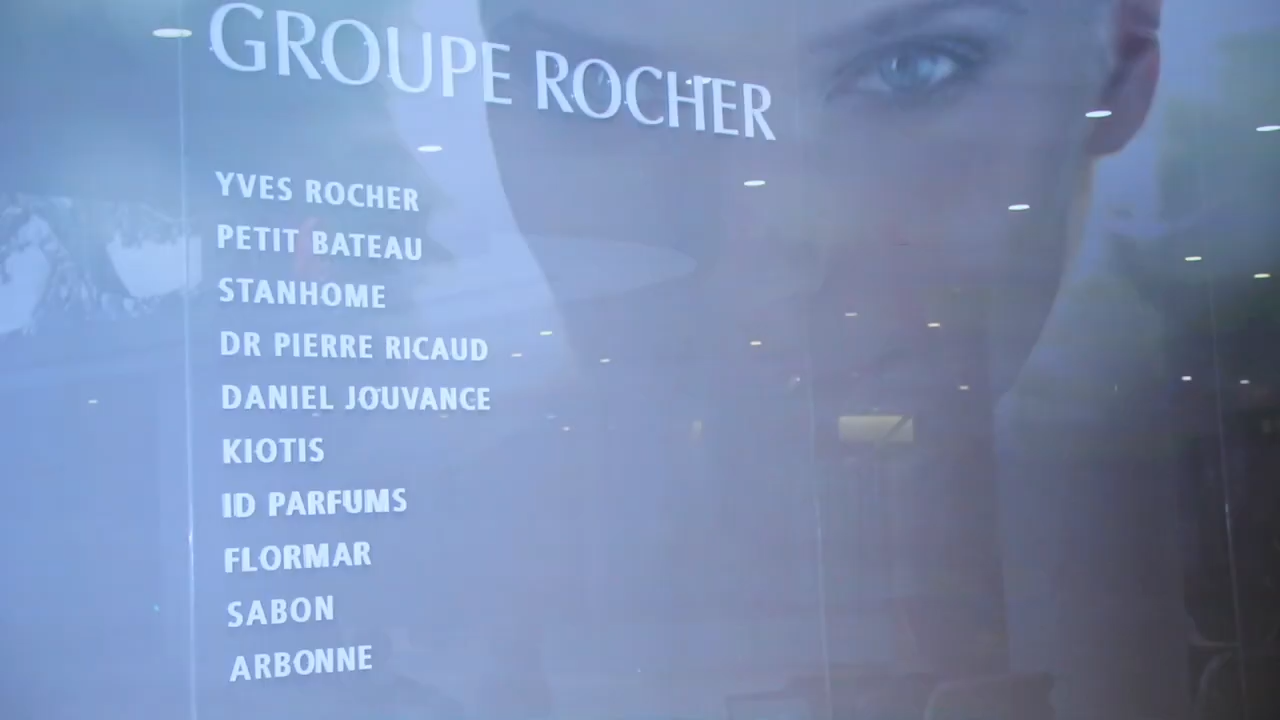 GROUPE ROCHER
YVES ROCHER
PETIT BATEAU
STANHOME
DR PIERRE RICAUD
DANIEL JOUVANCE
KIOTIS
ID PARFUMS
FLORMAR
SABON
ARBONNE